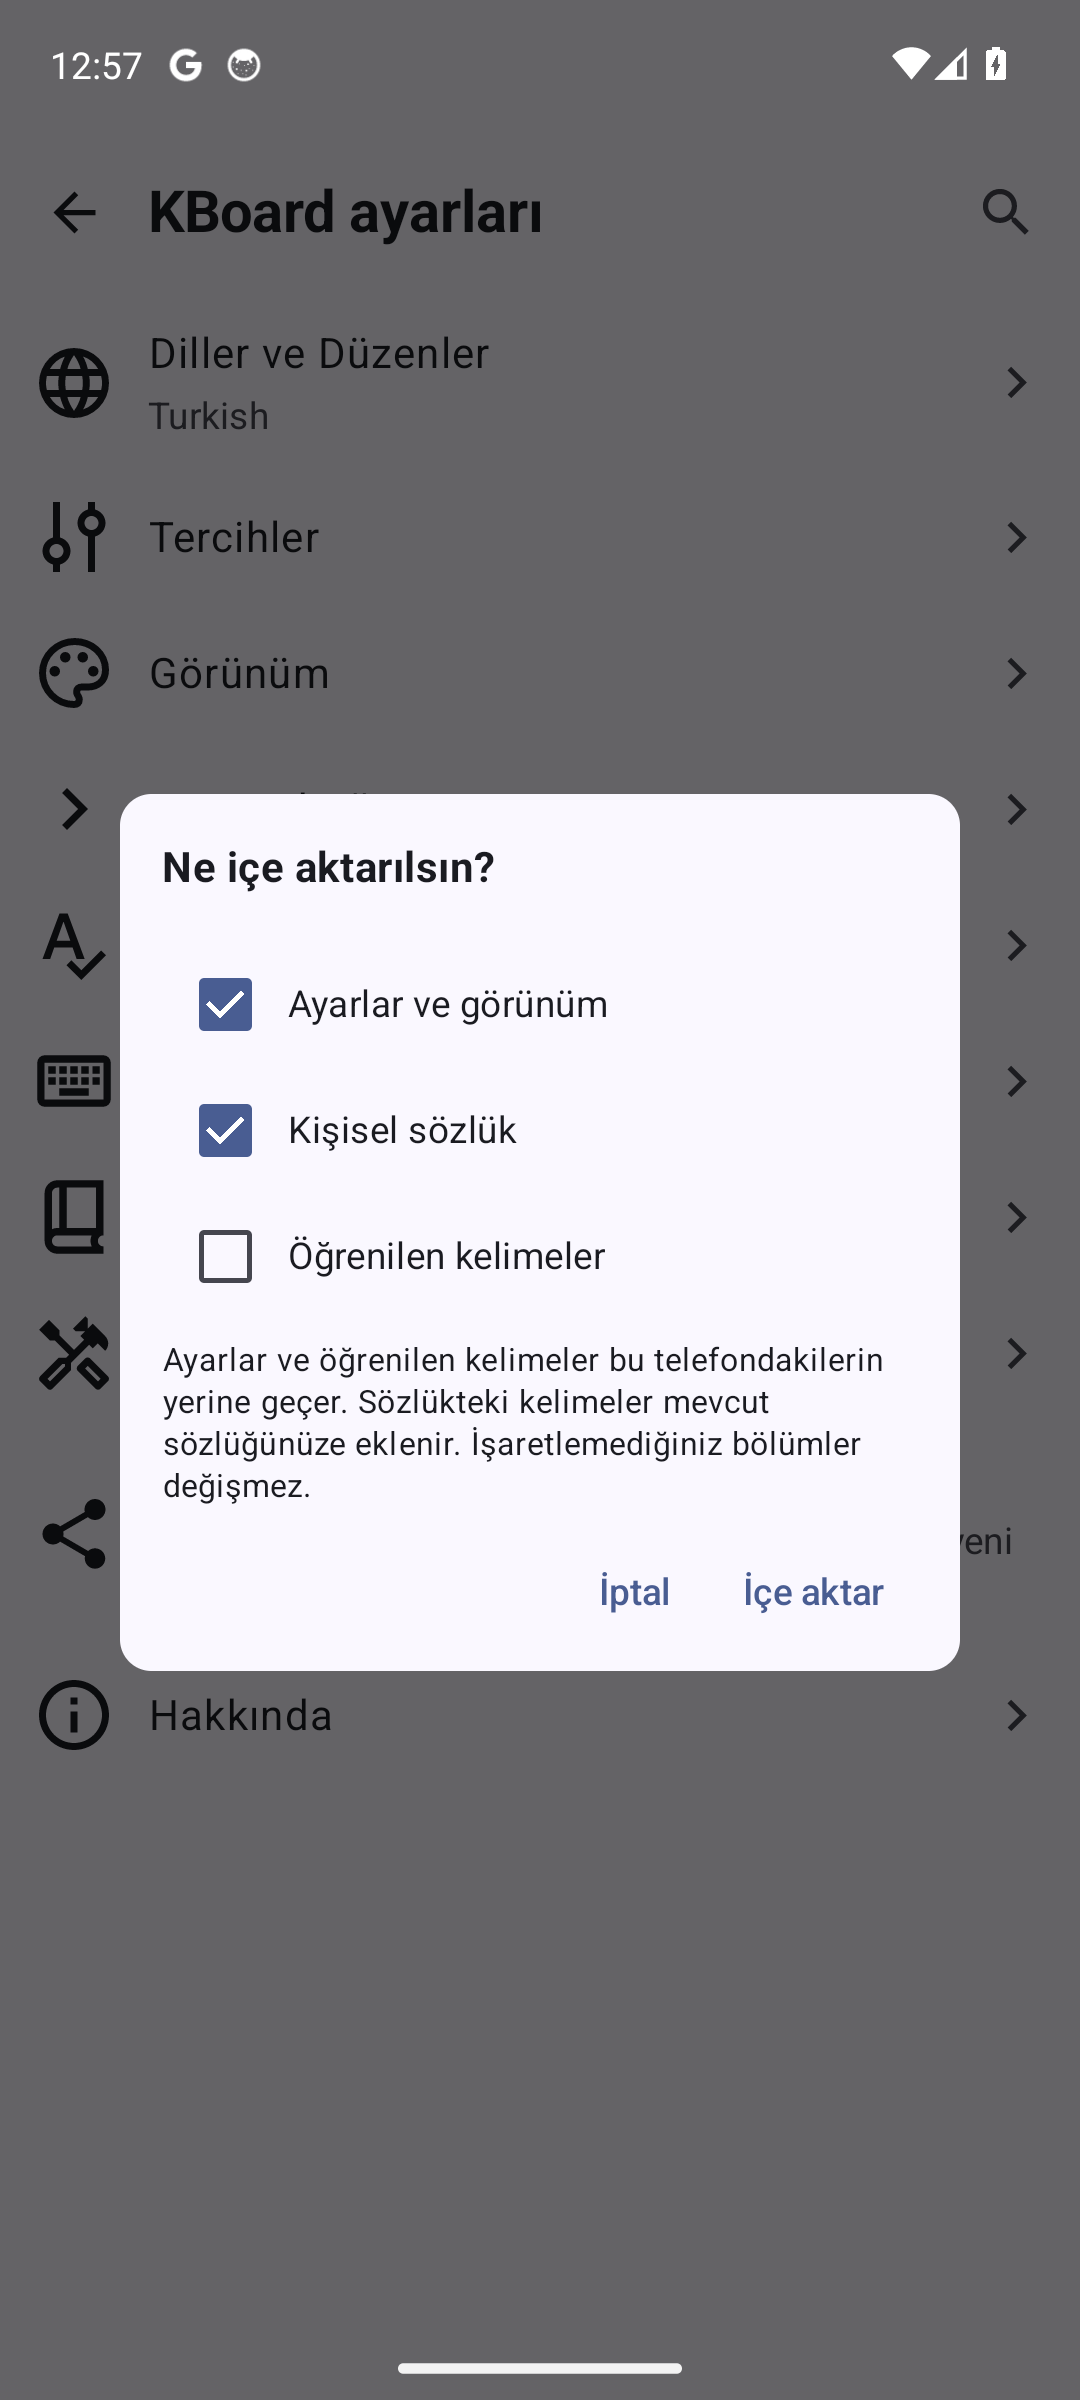 12:57
KBoard ayarları
Diller ve Düzenler
Turkish
Tercihler
Görünüm
Ne içe aktarılsın?
Ayarlar ve görünüm
Kişisel sözlük
Öğrenilen kelimeler
Ayarlar ve öğrenilen kelimeler bu telefondakilerin
yerine geçer. Sözlükteki kelimeler mevcut
sözlüğünüze eklenir. İşaretlemediğiniz bölümler
değişmez.
İptal
İçe aktar
Hakkında